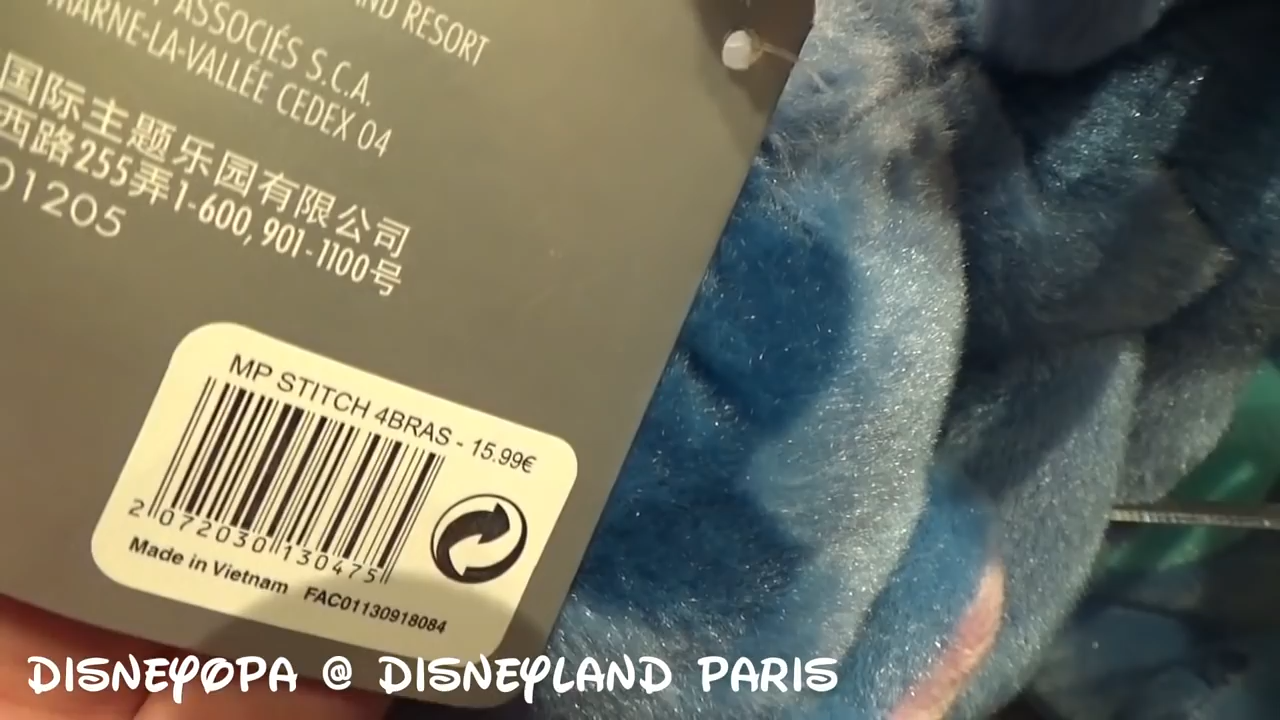 ND RESORT
ASSOCIÉS S.C.A.
MARNE-LA-VALLÉE CEDEX 04
国际主题乐园有限公司
西路255弄1-600, 901-1100号
01205
MP STITCH 4BRAS - 15.99€
2 072030 130475
Made in Vietnam FAC01130918084
DISNEYOPA @ DISNEYLAND PARIS